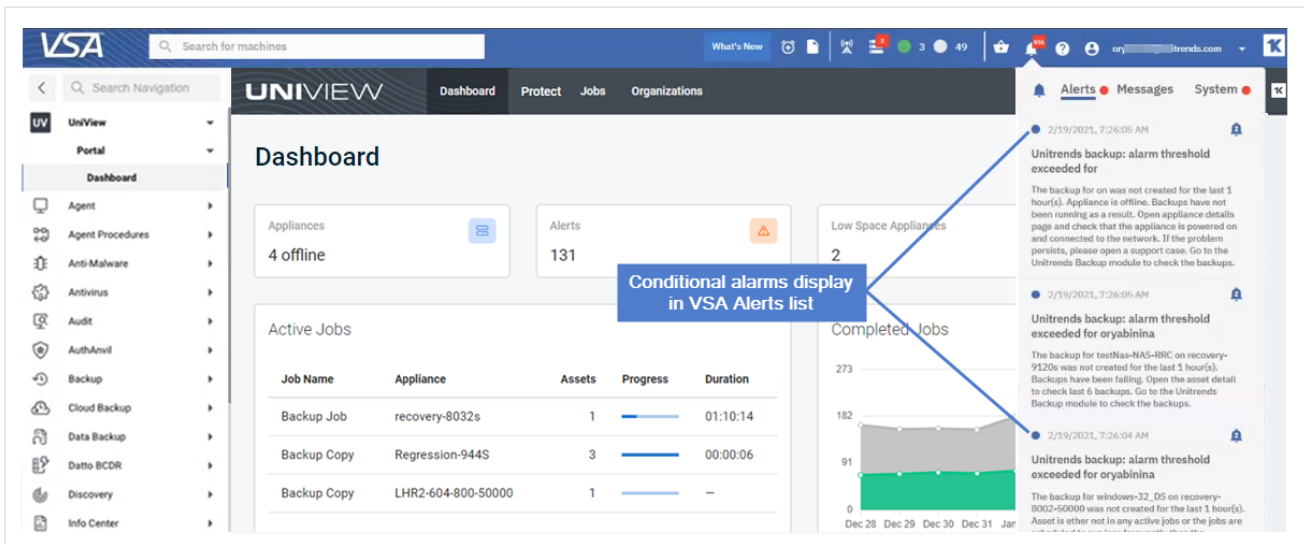 VSA
Search for machines
What's New
3
49
ory
itrends.com
Search Navigation
UNIVIEW
Dashboard Protect Jobs Organizations
Alerts Messages System
UV UniView
Portal
Dashboard
Agent
Agent Procedures
Anti-Malware
Antivirus
Audit
AuthAnvil
Backup
Cloud Backup
Data Backup
Datto BCDR
Discovery
Info Center
Dashboard
Appliances
4 offline
Alerts
131
Low Space Appliances
2
Conditional alarms display
in VSA Alerts list
Active Jobs
Job Name Appliance Assets Progress Duration
Backup Job recovery-8032s 1 01:10:14
Backup Copy Regression-944S 3 00:00:06
Backup Copy LHR2-604-800-50000 1 –
Completed Jobs
273
182
91
0
Dec 28 Dec 29 Dec 30 Dec 31 Jan
2/19/2021, 7:26:05 AM
Unitrends backup: alarm threshold
exceeded for
The backup for on was not created for the last 1
hour(s). Appliance is offline. Backups have not
been running as a result. Open appliance details
page and check that the appliance is powered on
and connected to the network. If the problem
persists, please open a support case. Go to the
Unitrends Backup module to check the backups.
2/19/2021, 7:26:05 AM
Unitrends backup: alarm threshold
exceeded for oryabinina
The backup for testNas-NAS-RRC on recovery-
9120s was not created for the last 1 hour(s).
Backups have been failing. Open the asset detail
to check last 6 backups. Go to the Unitrends
Backup module to check the backups.
2/19/2021, 7:26:04 AM
Unitrends backup: alarm threshold
exceeded for oryabinina
The backup for windows-32_DS on recovery-
8002-50000 was not created for the last 1 hour(s).
Asset is ether not in any active jobs or the jobs are